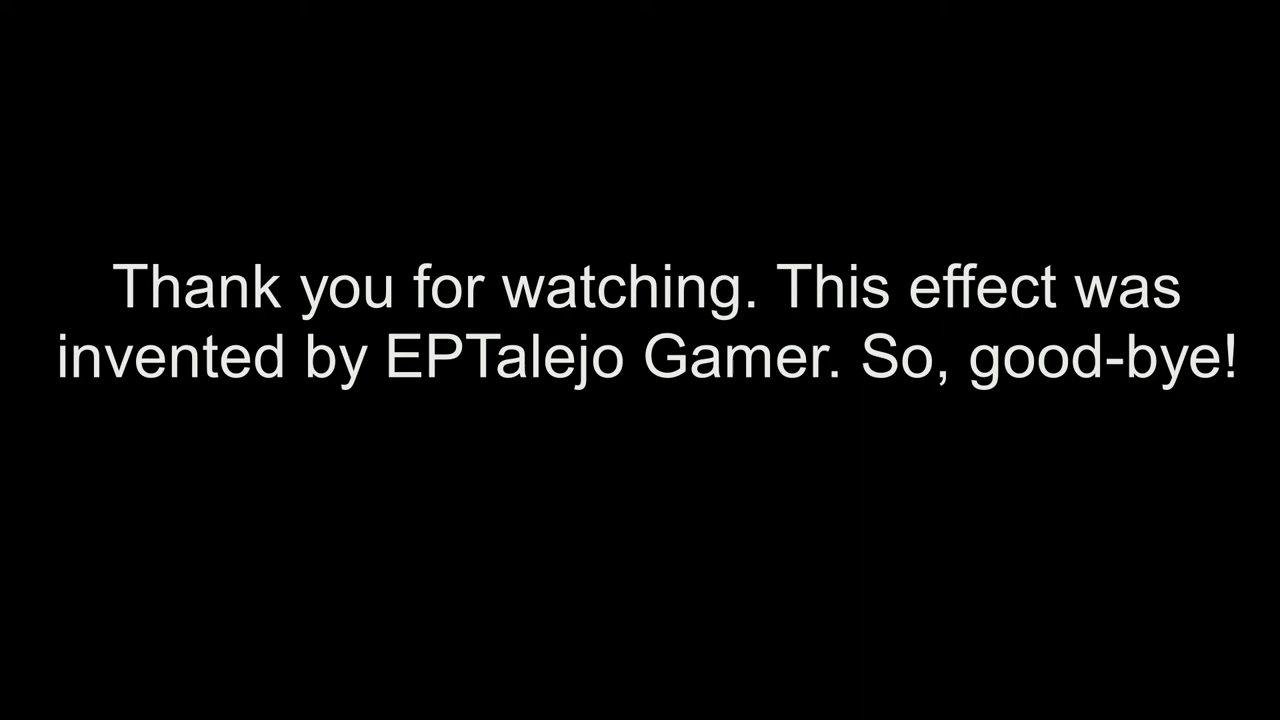 Thank you for watching. This effect was
invented by EPTalejo Gamer. So, good-bye!